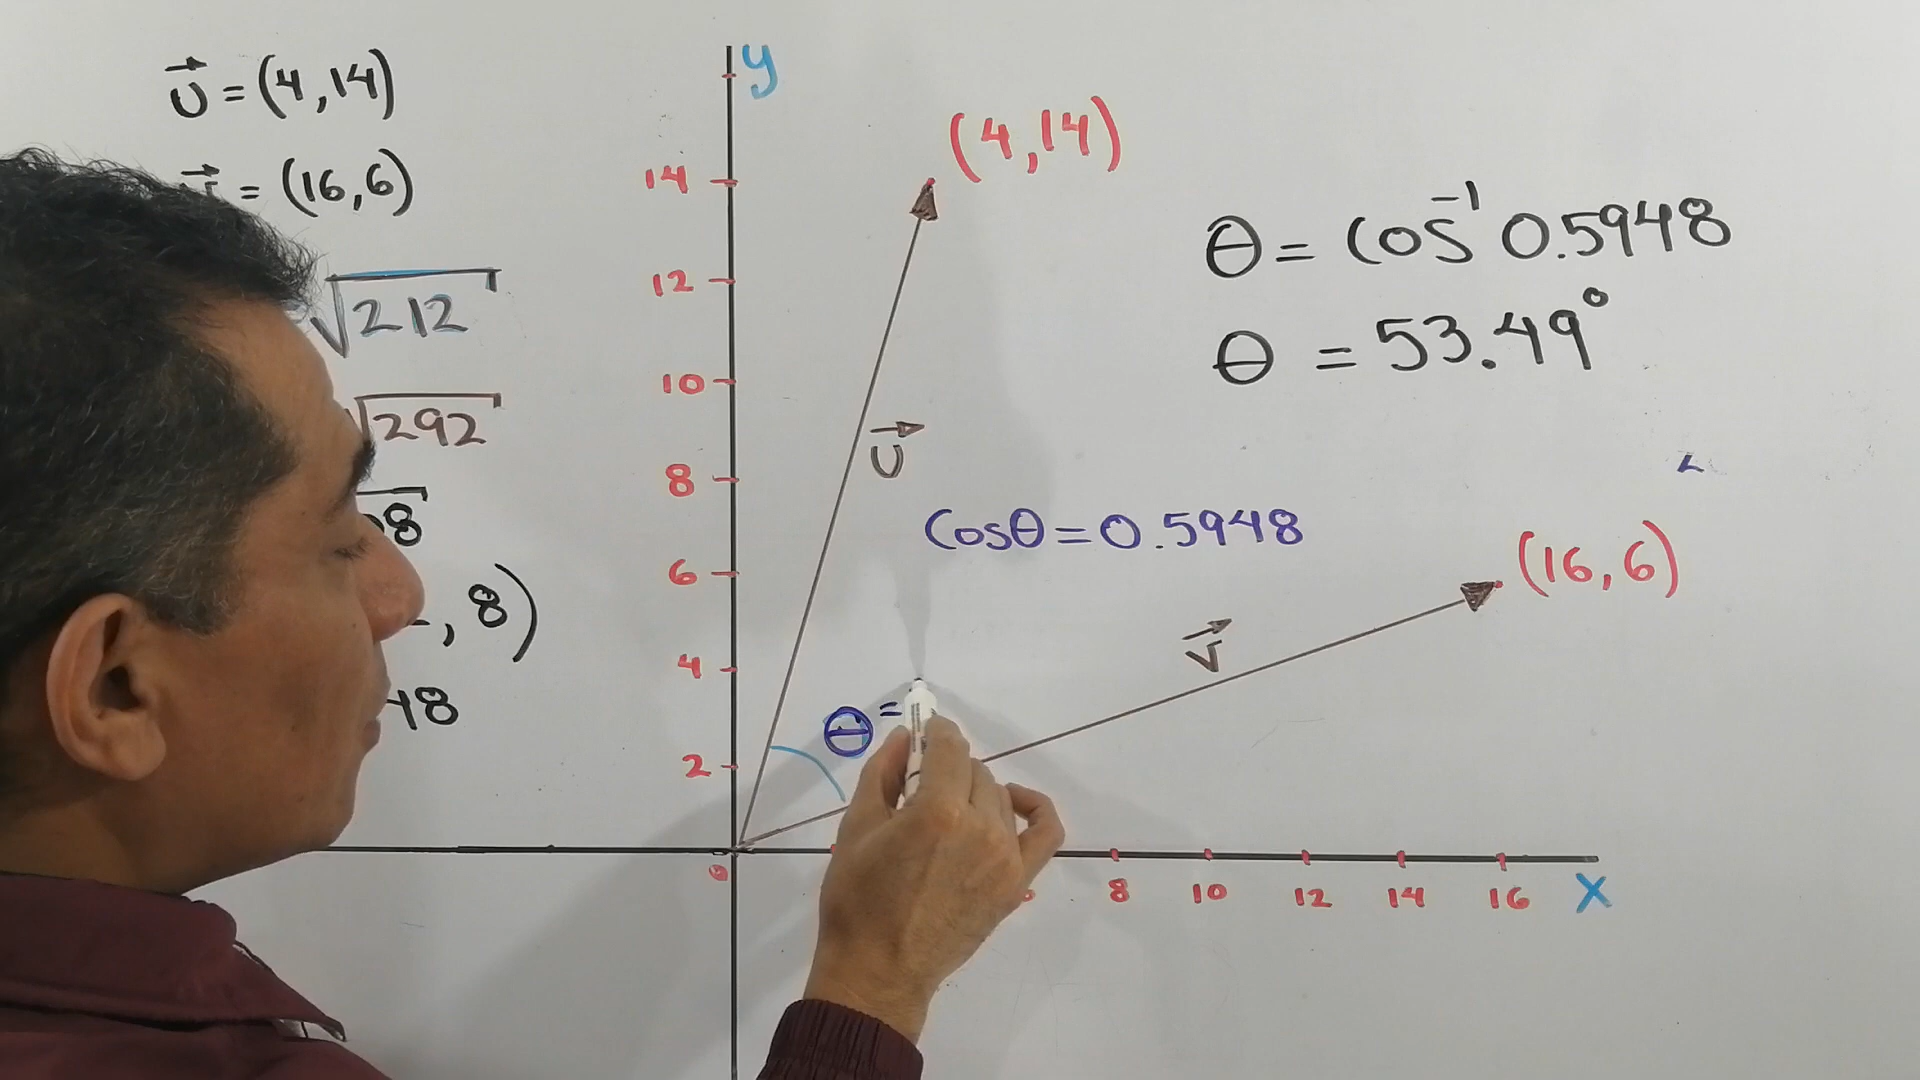 u = (4,14)
= (16,6)
√212
√292
8
, 8)
48
y
14
12
10
8
6
4
2
0
8 10 12 14 16
x
(4,14)
u
cosθ = 0.5948
θ =
v
(16,6)
θ = cos⁻¹ 0.5948
θ = 53.49°